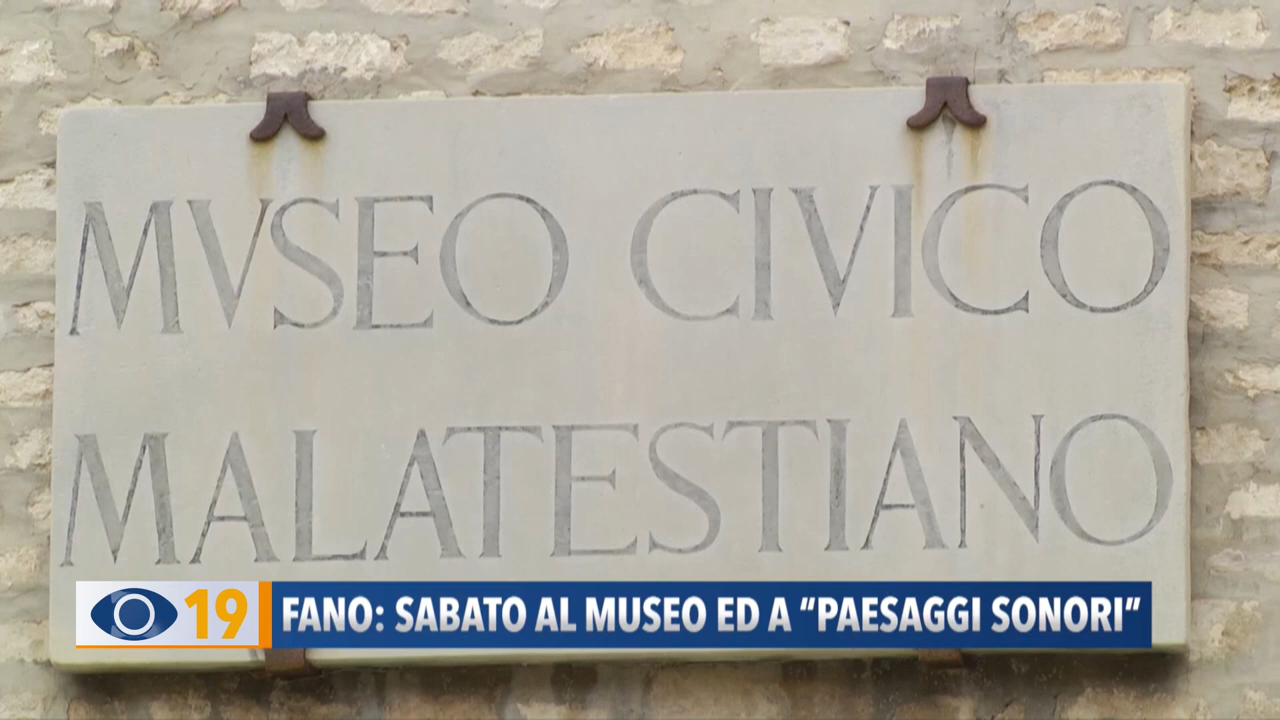 MVSEO CIVICO
MALATESTIANO
19 FANO: SABATO AL MUSEO ED A “PAESAGGI SONORI”